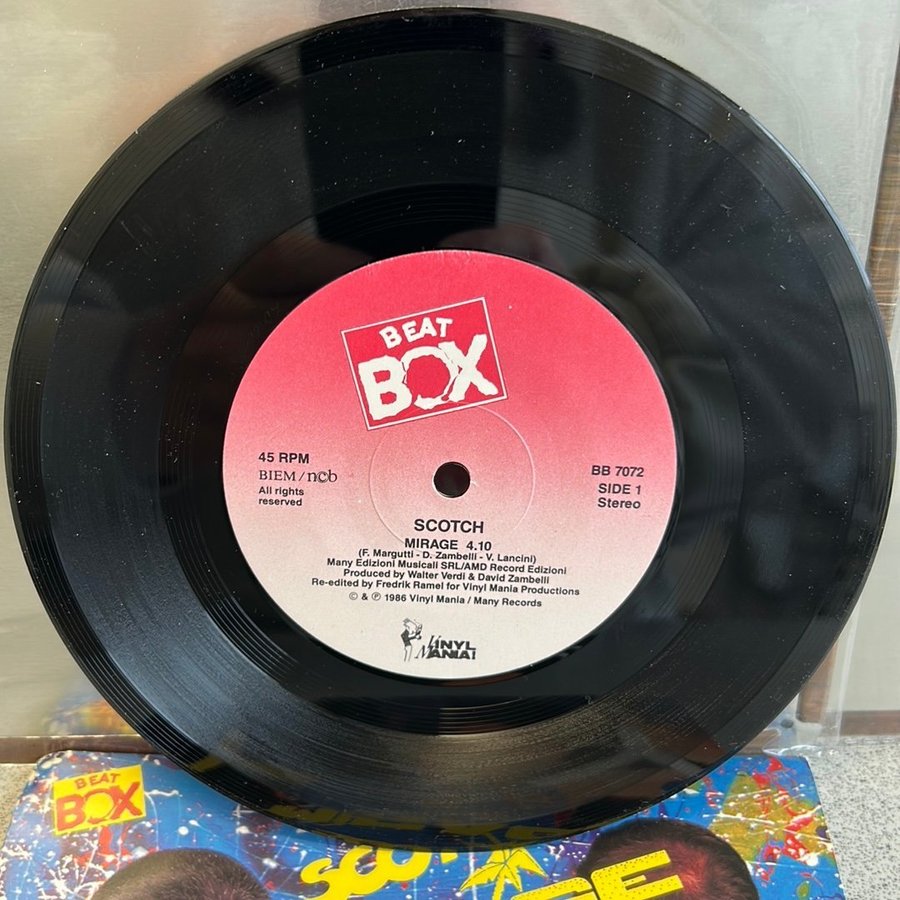 BEAT
BOX
45 RPM
BIEM / n©b
All rights
reserved
BB 7072
SIDE 1
Stereo
SCOTCH
MIRAGE 4.10
(F. Margutti - D. Zambelli - V. Lancini)
Many Edizioni Musicali SRL/AMD Record Edizioni
Produced by Walter Verdi & David Zambelli
Re-edited by Fredrik Ramel for Vinyl Mania Productions
© & ℗ 1986 Vinyl Mania / Many Records
VINYL
MANIA!
BEAT
BOX
SCOTCH